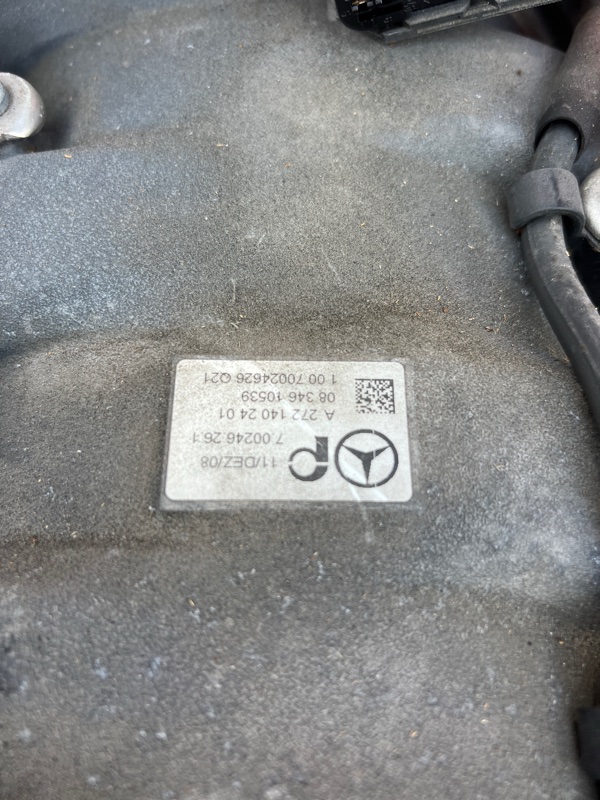 11/DEZ/08
7.00246.26.1
A 272 140 24 01
08 346 10539
1 00 70024626 Q21